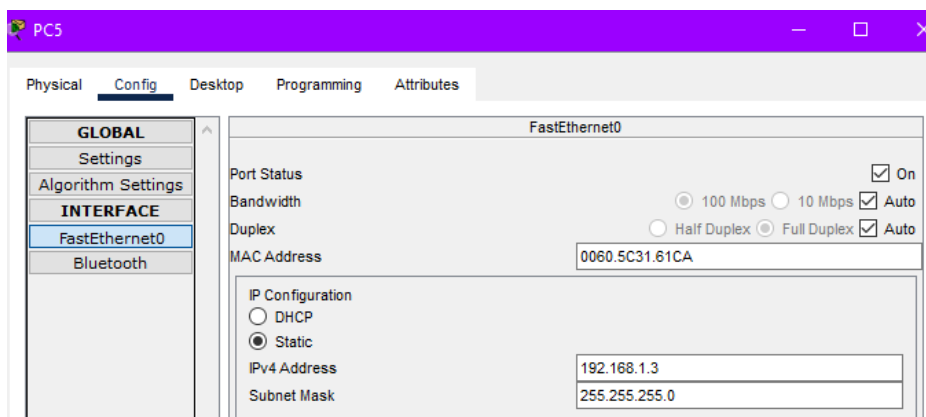 PC5
Physical Config Desktop Programming Attributes
GLOBAL
Settings
Algorithm Settings
INTERFACE
FastEthernet0
Bluetooth
FastEthernet0
Port Status On
Bandwidth 100 Mbps 10 Mbps Auto
Duplex Half Duplex Full Duplex Auto
MAC Address 0060.5C31.61CA
IP Configuration
DHCP
Static
IPv4 Address 192.168.1.3
Subnet Mask 255.255.255.0